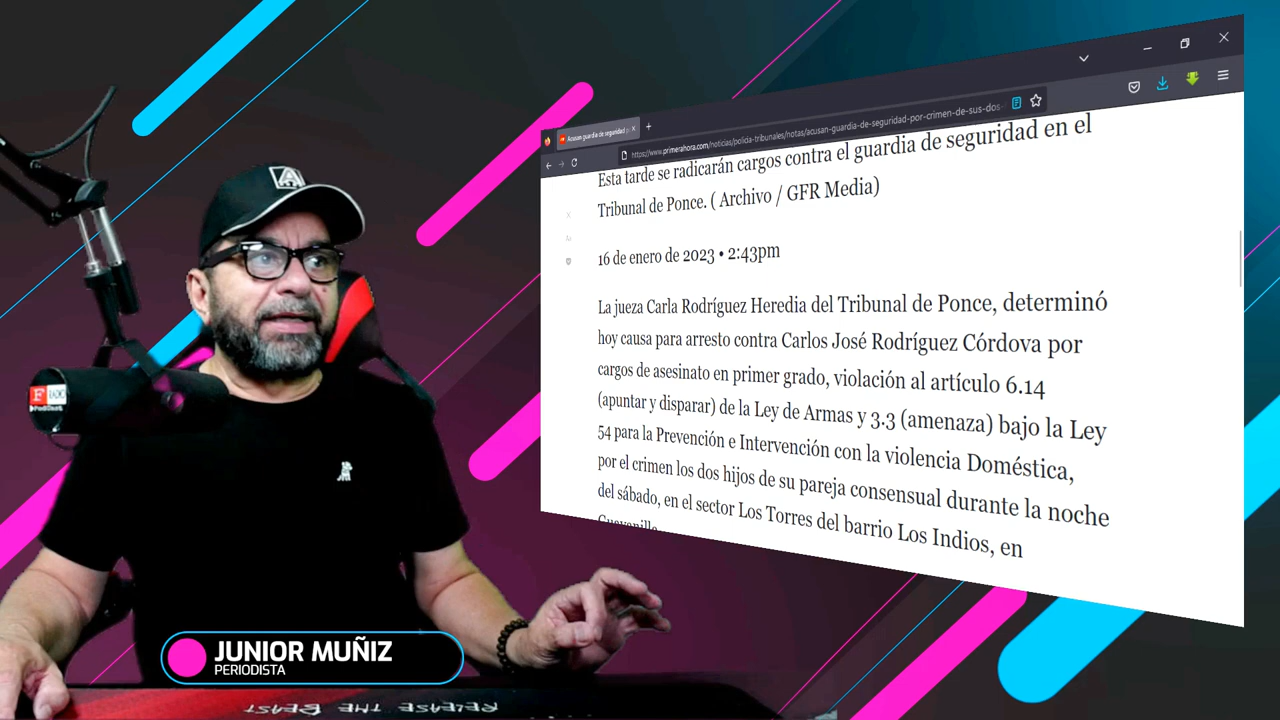 Acusan guardia de seguridad p
https://www.primerahora.com/noticias/policia-tribunales/notas/acusan-guardia-de-seguridad-por-crimen-de-sus-dos-
Esta tarde se radicarán cargos contra el guardia de seguridad en el
Tribunal de Ponce. ( Archivo / GFR Media)
16 de enero de 2023 • 2:43pm
La jueza Carla Rodríguez Heredia del Tribunal de Ponce, determinó
hoy causa para arresto contra Carlos José Rodríguez Córdova por
cargos de asesinato en primer grado, violación al artículo 6.14
(apuntar y disparar) de la Ley de Armas y 3.3 (amenaza) bajo la Ley
54 para la Prevención e Intervención con la violencia Doméstica,
por el crimen los dos hijos de su pareja consensual durante la noche
del sábado, en el sector Los Torres del barrio Los Indios, en
Guayanilla
F RADIO
PODCast
JUNIOR MUÑIZ
PERIODISTA
RELEASE THE BEAST